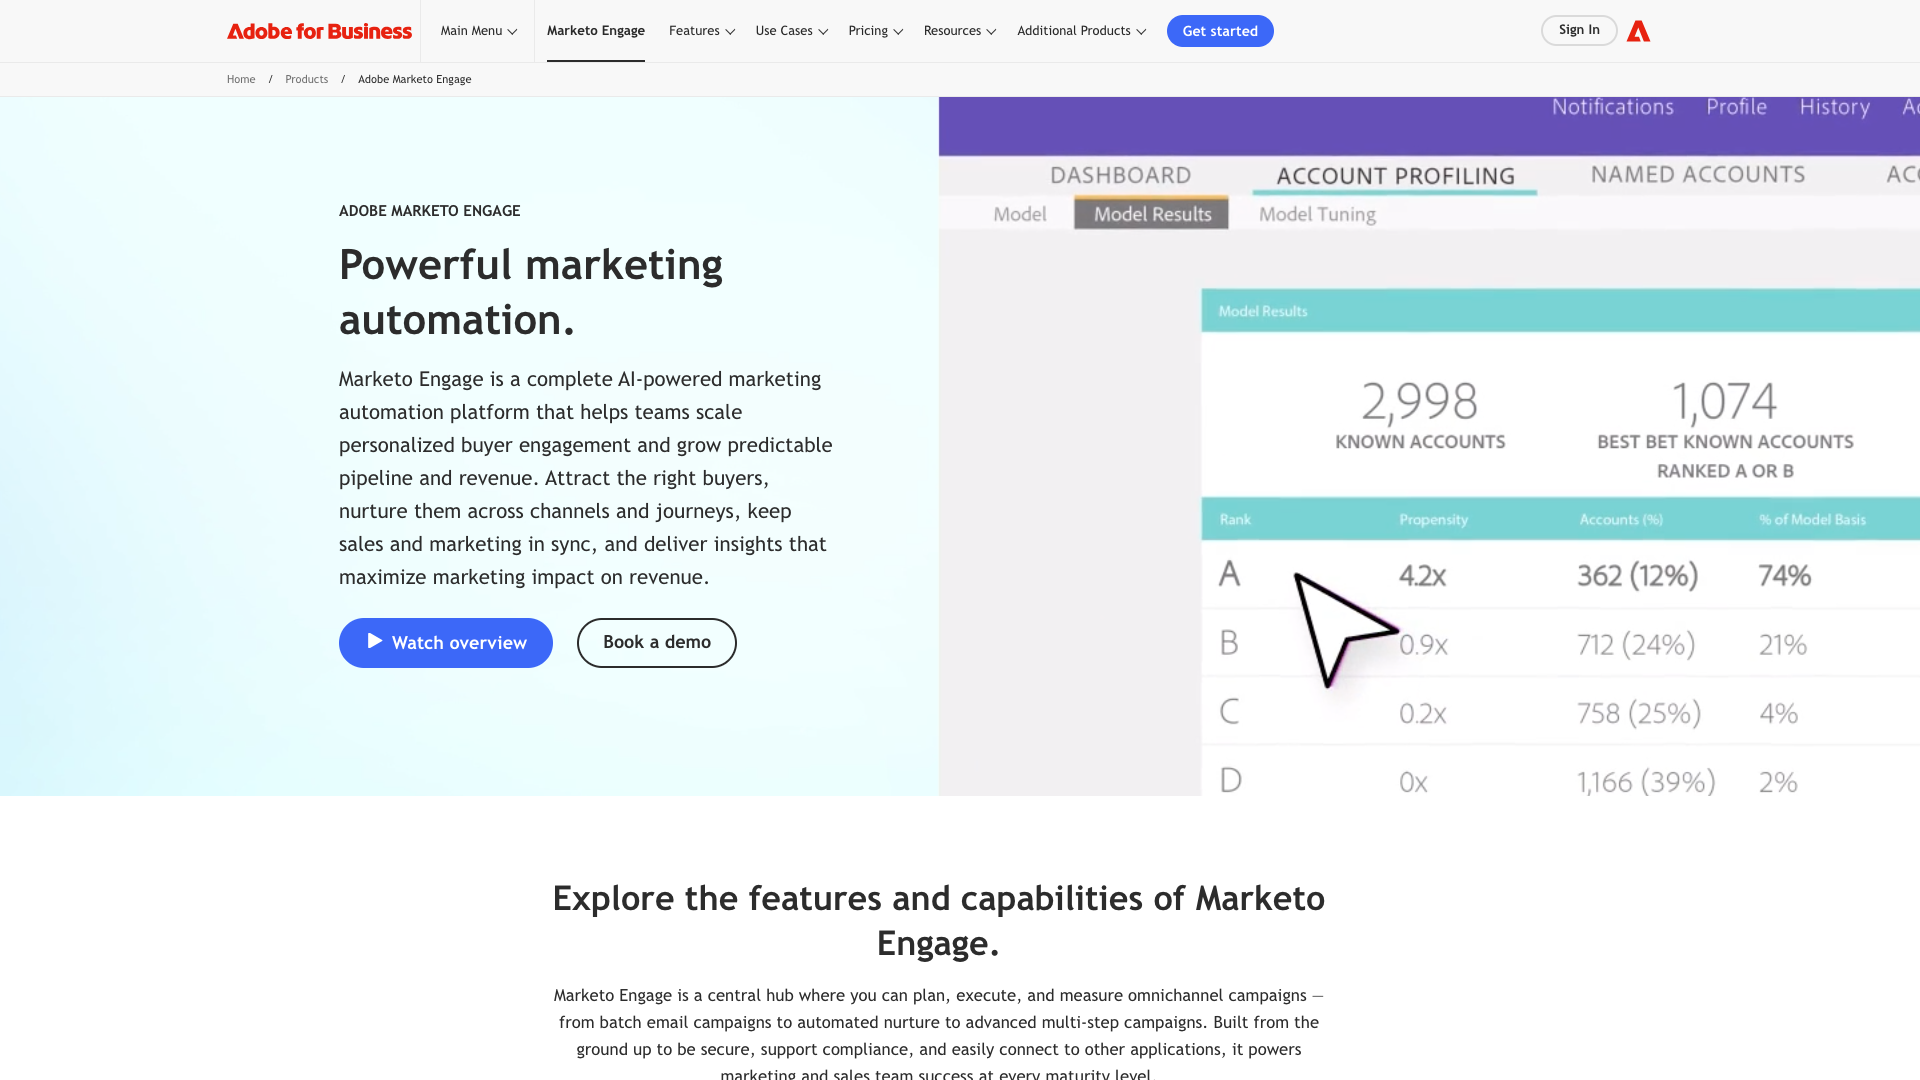 Adobe for Business
Main Menu
Marketo Engage
Features
Use Cases
Pricing
Resources
Additional Products
Get started
Sign In
Home / Products / Adobe Marketo Engage
ADOBE MARKETO ENGAGE
Powerful marketing
automation.
Marketo Engage is a complete AI-powered marketing
automation platform that helps teams scale
personalized buyer engagement and grow predictable
pipeline and revenue. Attract the right buyers,
nurture them across channels and journeys, keep
sales and marketing in sync, and deliver insights that
maximize marketing impact on revenue.
Watch overview
Book a demo
Notifications Profile History
DASHBOARD ACCOUNT PROFILING NAMED ACCOUNTS
Model Model Results Model Tuning
Model Results
2,998 1,074
KNOWN ACCOUNTS BEST BET KNOWN ACCOUNTS
RANKED A OR B
Rank Propensity Accounts (%) % of Model Basis
A 4.2x 362 (12%) 74%
B 0.9x 712 (24%) 21%
C 0.2x 758 (25%) 4%
D 0x 1,166 (39%) 2%
Explore the features and capabilities of Marketo
Engage.
Marketo Engage is a central hub where you can plan, execute, and measure omnichannel campaigns —
from batch email campaigns to automated nurture to advanced multi-step campaigns. Built from the
ground up to be secure, support compliance, and easily connect to other applications, it powers
marketing and sales team success at every maturity level.